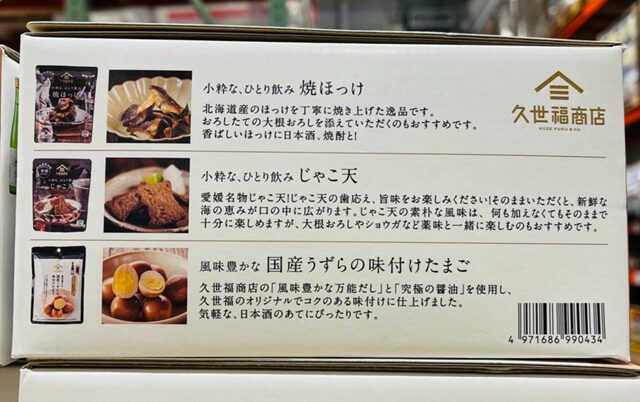 小粋な、ひとり飲み 焼ほっけ
北海道産のほっけを丁寧に焼き上げた逸品です。
おろしたての大根おろしを添えていただくのもおすすめです。
香ばしいほっけに日本酒、焼酎と!
久世福商店
KUZE FUKU & CO.
焼ほっけ
小粋な、ひとり飲み じゃこ天
愛媛名物じゃこ天!じゃこ天の歯応え、旨味をお楽しみください!そのままいただくと、新鮮な
海の恵みが口の中に広がります。じゃこ天の素朴な風味は、何も加えなくてもそのままで
十分に楽しめますが、大根おろしやショウガなど薬味と一緒に楽しむのもおすすめです。
じゃこ天
風味豊かな 国産うずらの味付けたまご
久世福商店の「風味豊かな万能だし」と「究極の醤油」を使用し、
久世福のオリジナルでコクのある味付けに仕上げました。
気軽な、日本酒のあてにぴったりです。
4 971686 990434